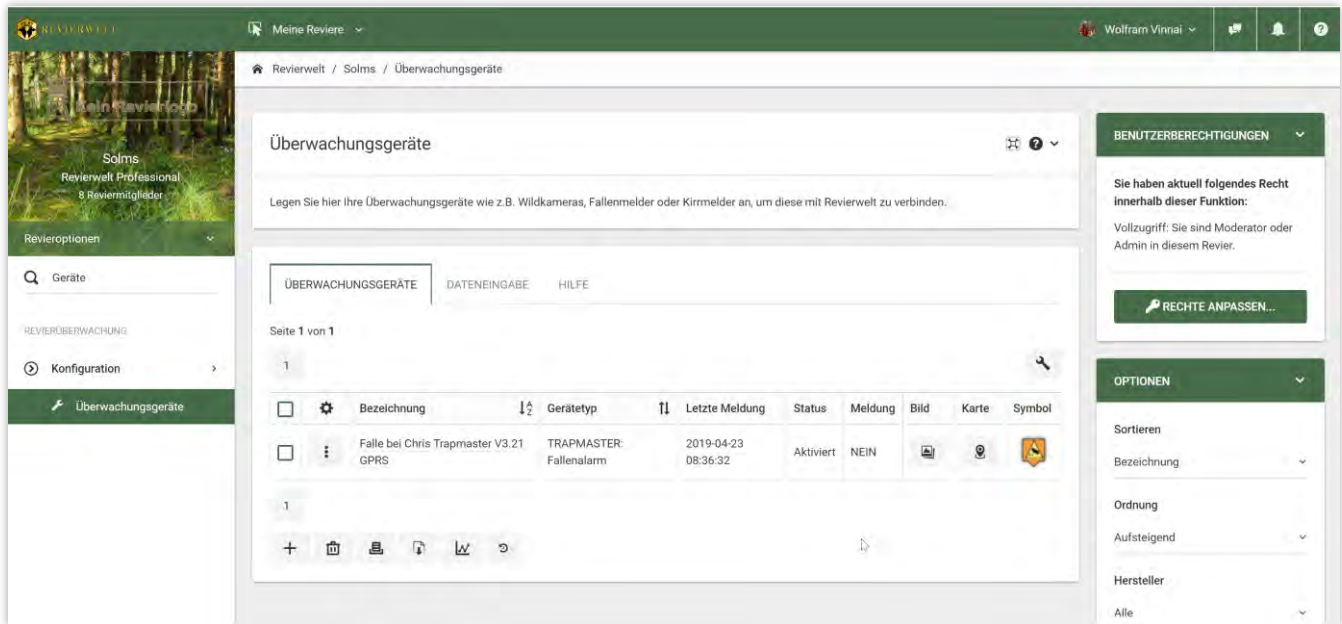 REVIERWELT
Meine Reviere
Wolfram Vinnai
Revierwelt / Solms / Überwachungsgeräte
Kein Revierlogo
Solms
Revierwelt Professional
8 Reviermitglieder
Revieroptionen
Geräte
REVIERÜBERWACHUNG
Konfiguration
Überwachungsgeräte
Überwachungsgeräte
Legen Sie hier Ihre Überwachungsgeräte wie z.B. Wildkameras, Fallenmelder oder Kirrmelder an, um diese mit Revierwelt zu verbinden.
ÜBERWACHUNGSGERÄTE DATENEINGABE HILFE
Seite 1 von 1
1
Bezeichnung Gerätetyp Letzte Meldung Status Meldung Bild Karte Symbol
Falle bei Chris Trapmaster V3.21 TRAPMASTER: 2019-04-23 Aktiviert NEIN
GPRS Fallenalarm 08:36:32
1
BENUTZERBERECHTIGUNGEN
Sie haben aktuell folgendes Recht
innerhalb dieser Funktion:
Vollzugriff: Sie sind Moderator oder
Admin in diesem Revier.
RECHTE ANPASSEN...
OPTIONEN
Sortieren
Bezeichnung
Ordnung
Aufsteigend
Hersteller
Alle